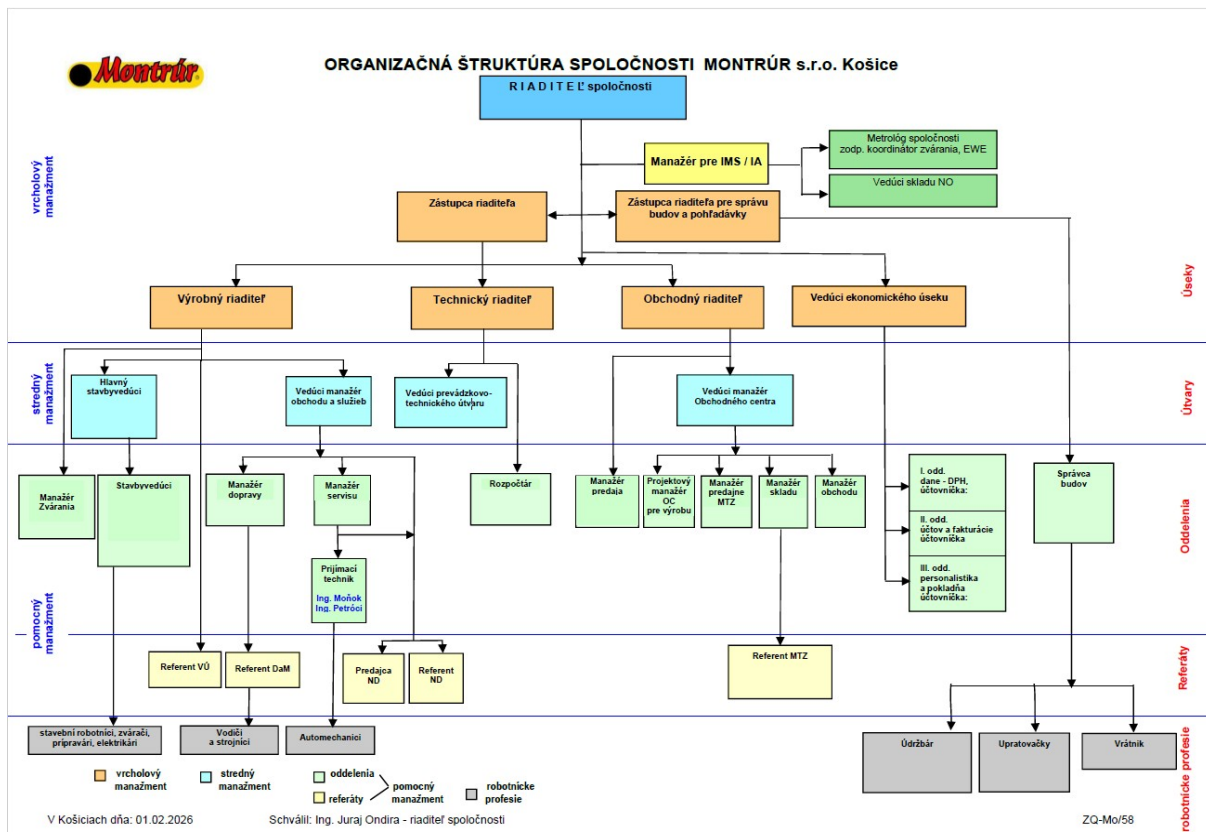 Montrúr
ORGANIZAČNÁ ŠTRUKTÚRA SPOLOČNOSTI MONTRÚR s.r.o. Košice
R I A D I T E Ľ spoločnosti
Manažér pre IMS / IA
Metrológ spoločnosti
zodp. koordinátor zvárania, EWE
Vedúci skladu NO
vrcholový
manažment
Zástupca riaditeľa
Zástupca riaditeľa pre správu
budov a pohľadávky
Úseky
Výrobný riaditeľ
Technický riaditeľ
Obchodný riaditeľ
Vedúci ekonomického úseku
stredný
manažment
Hlavný
stavbyvedúci
Vedúci manažér
obchodu a služieb
Vedúci prevádzkovo-
technického útvaru
Vedúci manažér
Obchodného centra
Útvary
Manažér
Zvárania
Stavbyvedúci
Manažér
dopravy
Manažér
servisu
Rozpočtár
Manažér
predaja
Projektový
manažér
OC
pre výrobu
Manažér
predajne
MTZ
Manažér
skladu
Manažér
obchodu
I. odd.
dane - DPH,
účtovníčka:
II. odd.
účtov a fakturácie
účtovníčka
III. odd.
personalistika
a pokladňa
účtovníčka:
Správca
budov
Oddelenia
Prijímací
technik
Ing. Moňok
Ing. Petróci
pomocný
manažment
Referent VÚ
Referent DaM
Predajca
ND
Referent
ND
Referent MTZ
Referáty
stavební robotníci, zvárači,
prípravári, elektrikári
Vodiči
a strojníci
Automechanici
Údržbár
Upratovačky
Vrátnik
robotnicke profesie
vrcholový
manažment
stredný
manažment
oddelenia
referáty
pomocný
manažment
robotnicke
profesie
V Košiciach dňa: 01.02.2026
Schválil: Ing. Juraj Ondira - riaditeľ spoločnosti
ZQ-Mo/58